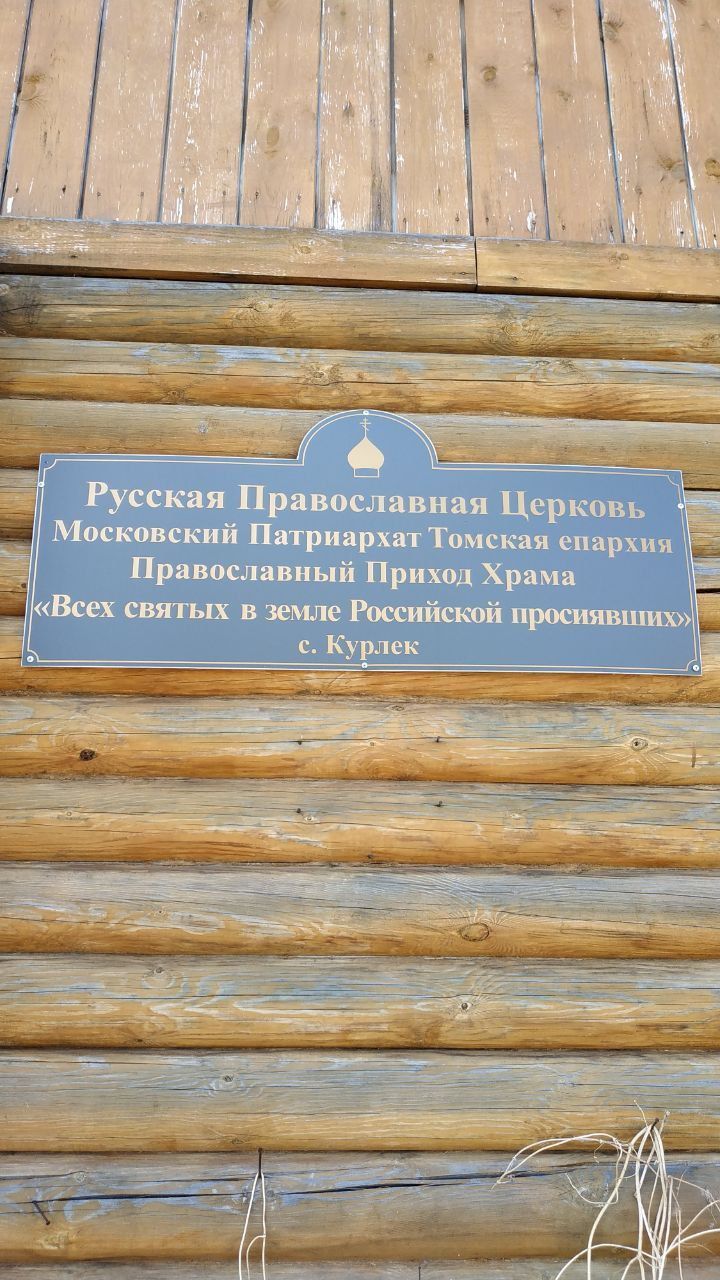 Русская Православная Церковь
Московский Патриархат Томская епархия
Православный Приход Храма
«Всех святых в земле Российской просиявших»
с. Курлек